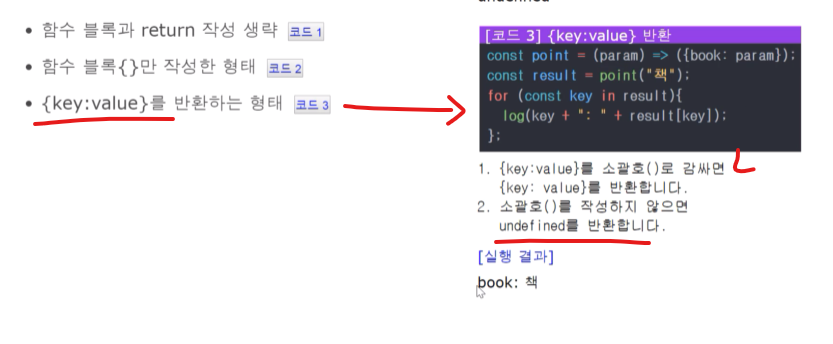 • 함수 블록과 return 작성 생략 코드 1
• 함수 블록{}만 작성한 형태 코드 2
• {key:value}를 반환하는 형태 코드 3
[코드 3] {key:value} 반환
const point = (param) => ({book: param});
const result = point("책");
for (const key in result){
log(key + ": " + result[key]);
};
1. {key:value}를 소괄호()로 감싸면
{key: value}를 반환합니다.
2. 소괄호()를 작성하지 않으면
undefined를 반환합니다.
[실행 결과]
book: 책